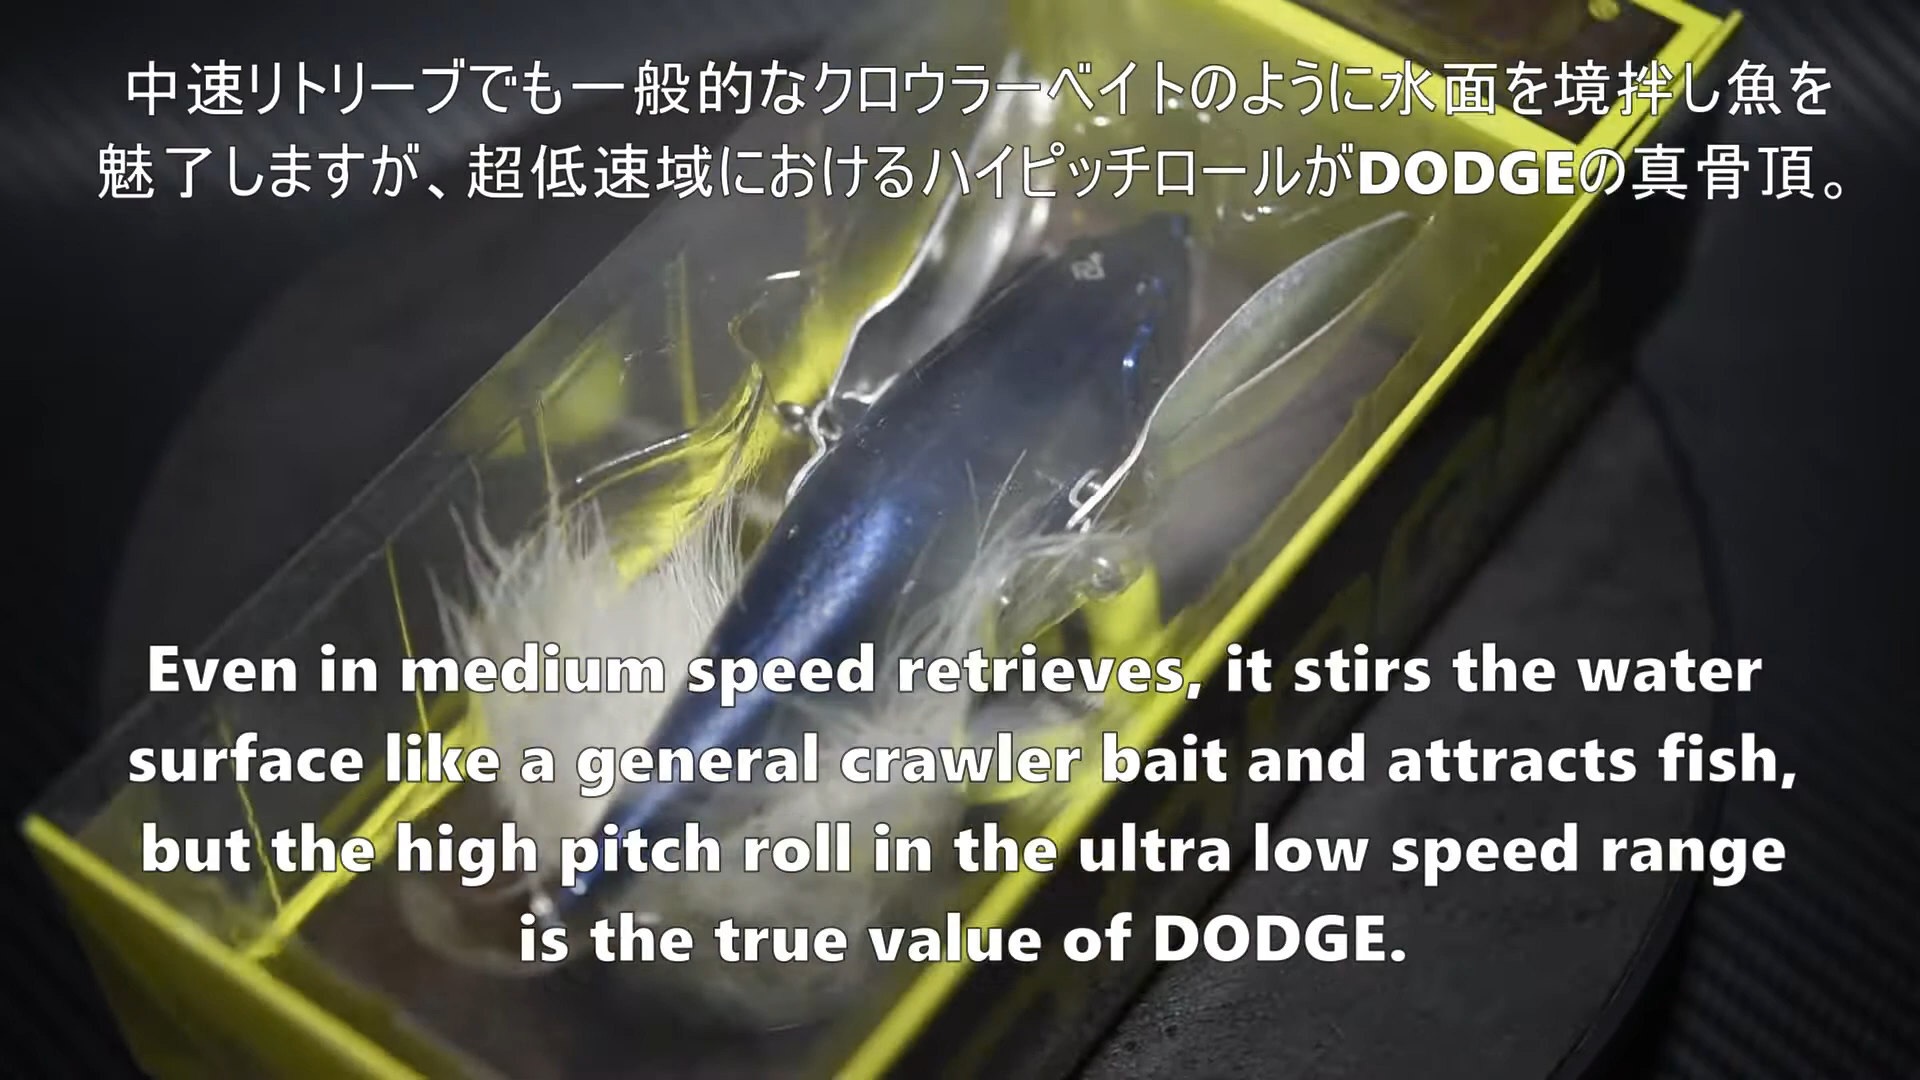 中速リトリーブでも一般的なクロウラーベイトのように水面を境拌し魚を
魅了しますが、超低速域におけるハイピッチロールがDODGEの真骨頂。
Even in medium speed retrieves, it stirs the water
surface like a general crawler bait and attracts fish,
but the high pitch roll in the ultra low speed range
is the true value of DODGE.